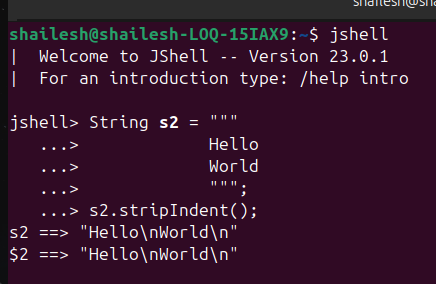 shailesh@sha
shailesh@shailesh-LOQ-15IAX9:~$ jshell
|  Welcome to JShell -- Version 23.0.1
|  For an introduction type: /help intro
jshell> String s2 = """
   ...>             Hello
   ...>             World
   ...>             """;
   ...> s2.stripIndent();
s2 ==> "Hello\nWorld\n"
$2 ==> "Hello\nWorld\n"